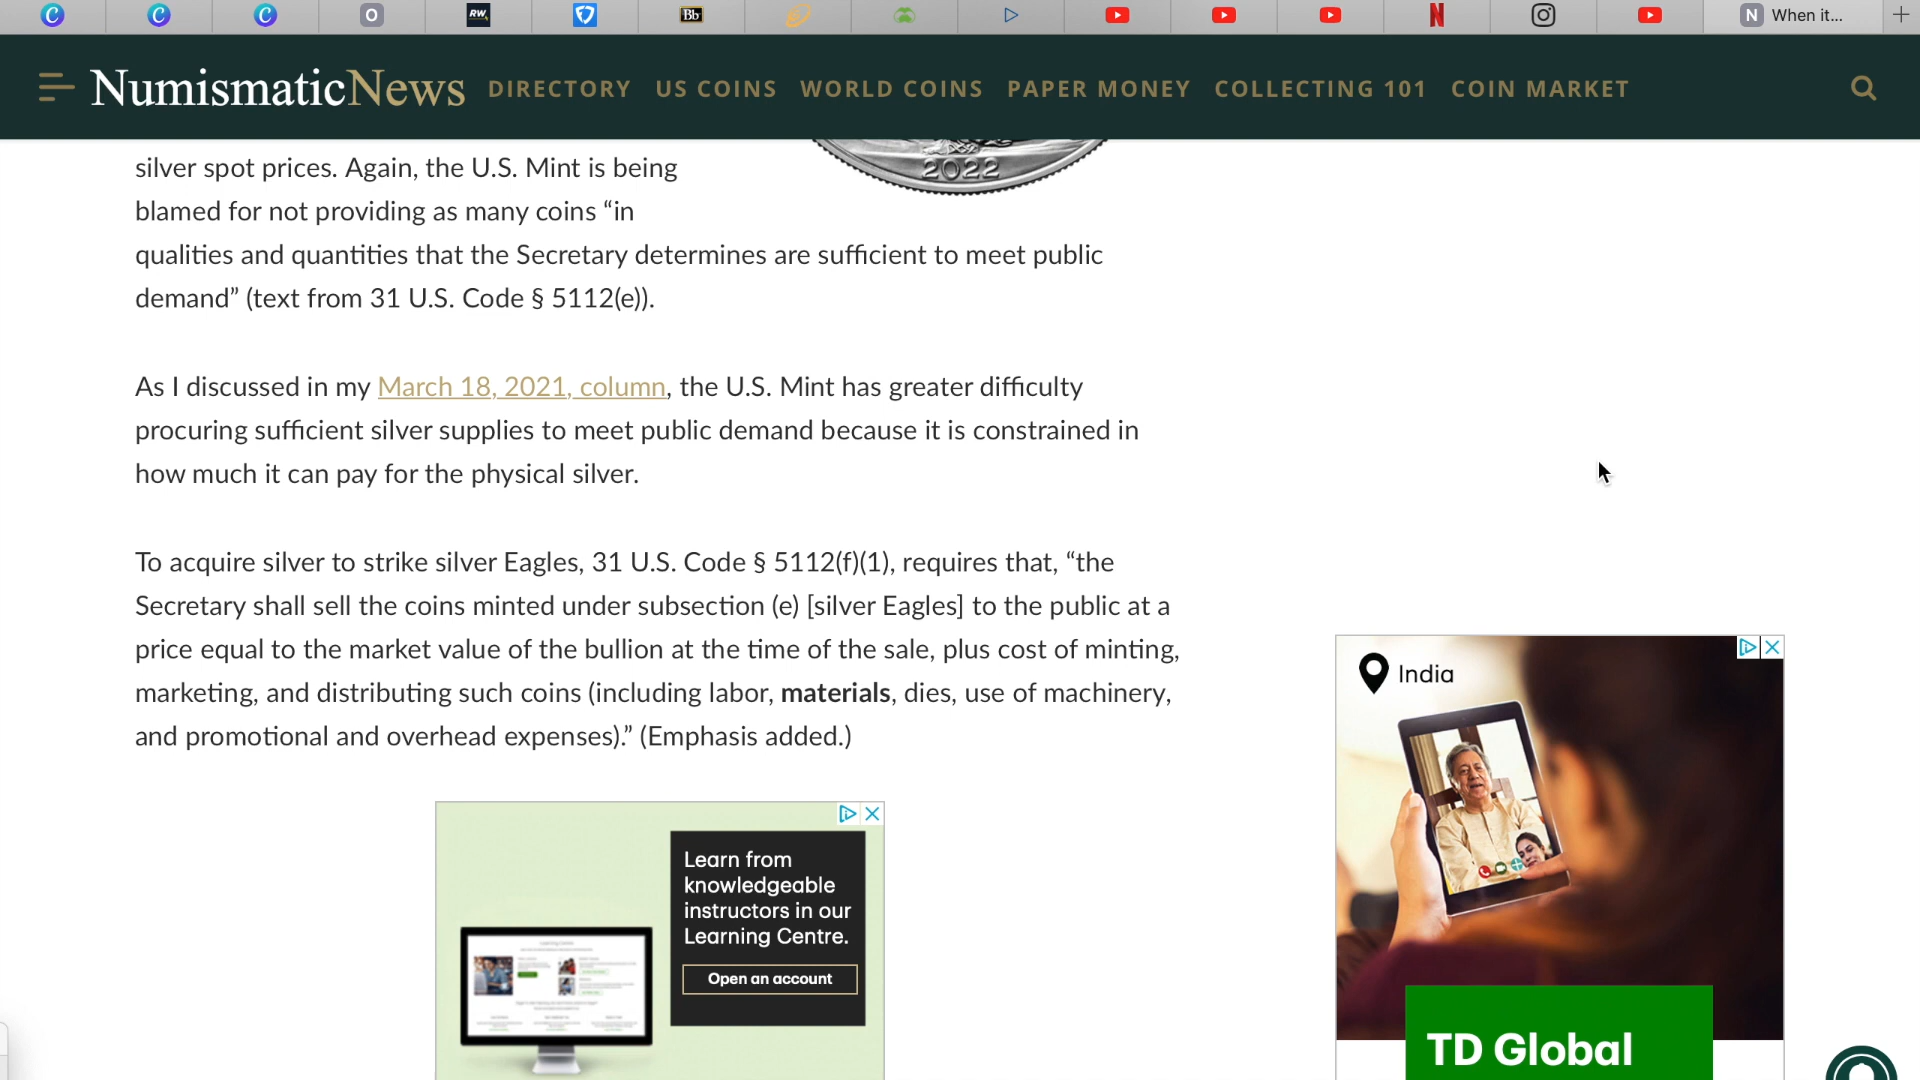 RW
Bb
N When it...
NumismaticNews DIRECTORY US COINS WORLD COINS PAPER MONEY COLLECTING 101 COIN MARKET
2022
silver spot prices. Again, the U.S. Mint is being
blamed for not providing as many coins “in
qualities and quantities that the Secretary determines are sufficient to meet public
demand” (text from 31 U.S. Code § 5112(e)).
As I discussed in my March 18, 2021, column, the U.S. Mint has greater difficulty
procuring sufficient silver supplies to meet public demand because it is constrained in
how much it can pay for the physical silver.
To acquire silver to strike silver Eagles, 31 U.S. Code § 5112(f)(1), requires that, “the
Secretary shall sell the coins minted under subsection (e) [silver Eagles] to the public at a
price equal to the market value of the bullion at the time of the sale, plus cost of minting,
marketing, and distributing such coins (including labor, materials, dies, use of machinery,
and promotional and overhead expenses).” (Emphasis added.)
Learn from
knowledgeable
instructors in our
Learning Centre.
Open an account
India
TD Global